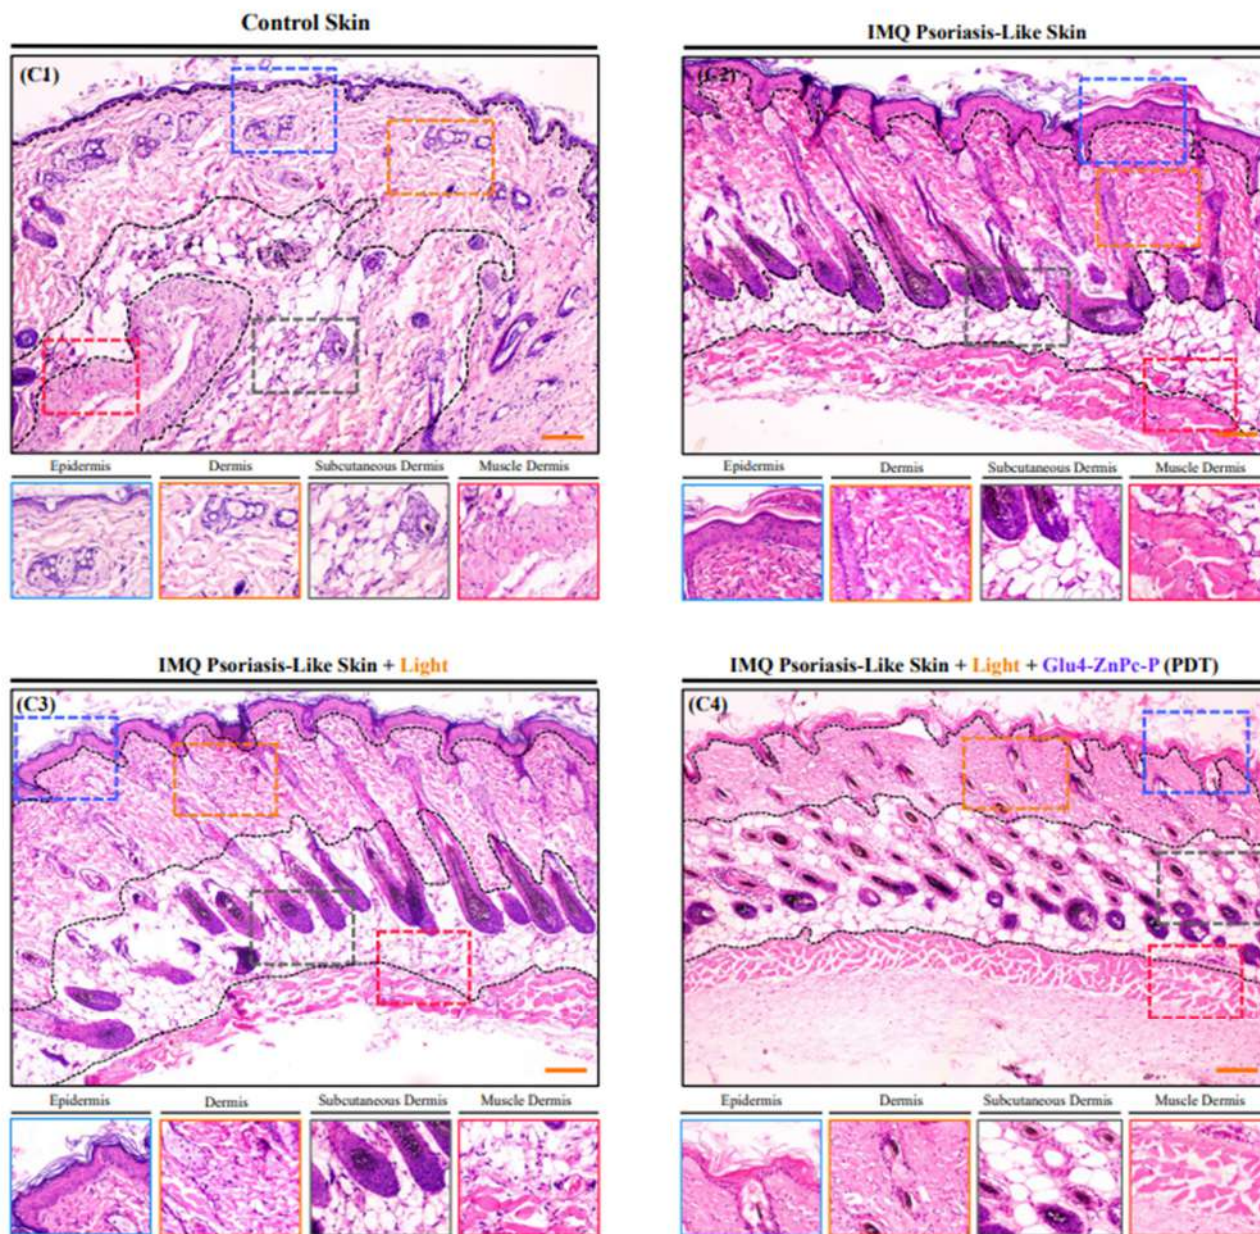 Control Skin
IMQ Psoriasis-Like Skin
(C1)
(C2)
Epidermis Dermis Subcutaneous Dermis Muscle Dermis
Epidermis Dermis Subcutaneous Dermis Muscle Dermis
IMQ Psoriasis-Like Skin + Light
IMQ Psoriasis-Like Skin + Light + Glu4-ZnPc-P (PDT)
(C3)
(C4)
Epidermis Dermis Subcutaneous Dermis Muscle Dermis
Epidermis Dermis Subcutaneous Dermis Muscle Dermis